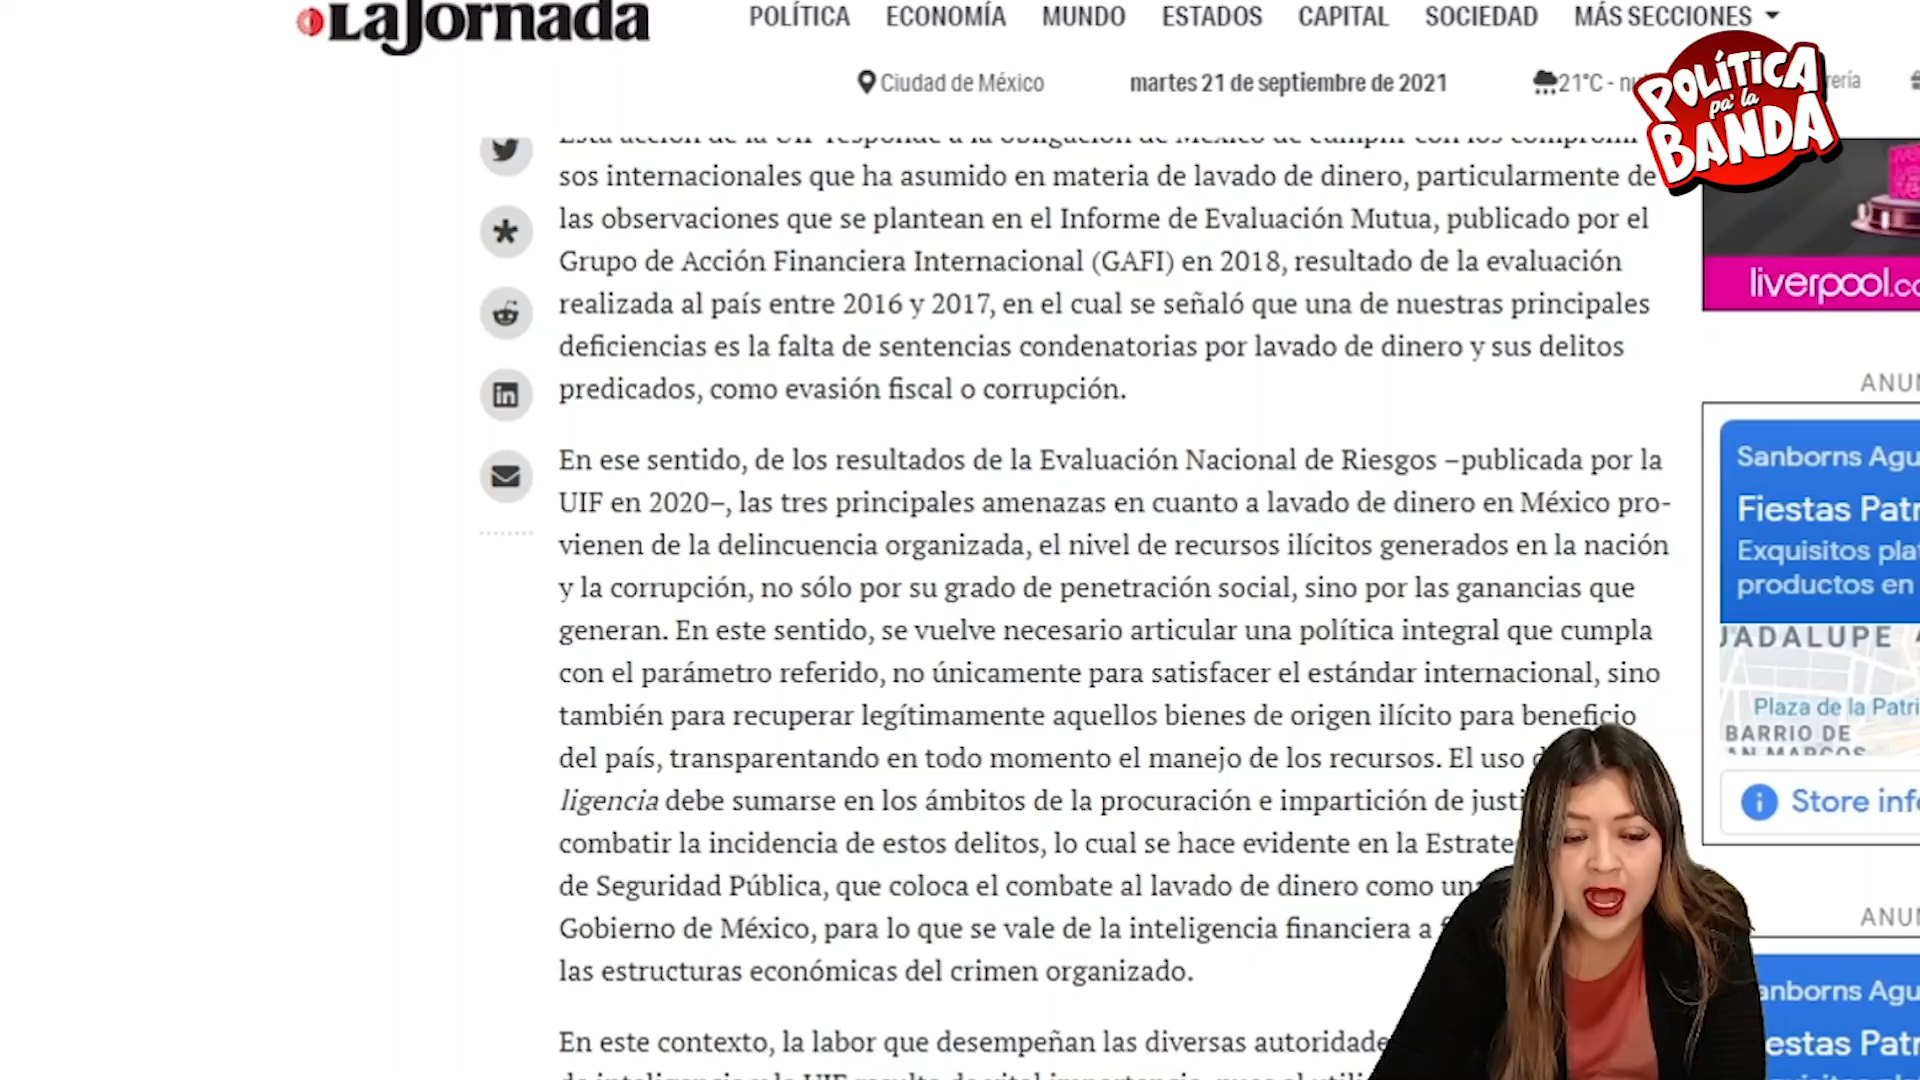 La Jornada
POLÍTICA ECONOMÍA MUNDO ESTADOS CAPITAL SOCIEDAD MÁS SECCIONES
Ciudad de México martes 21 de septiembre de 2021 21°C - rería
POLÍTICA
pa' la
BANDA
Esta acción de la UIF responde a la obligación de México de cumplir con los compromi-
sos internacionales que ha asumido en materia de lavado de dinero, particularmente de
las observaciones que se plantean en el Informe de Evaluación Mutua, publicado por el
Grupo de Acción Financiera Internacional (GAFI) en 2018, resultado de la evaluación
realizada al país entre 2016 y 2017, en el cual se señaló que una de nuestras principales
deficiencias es la falta de sentencias condenatorias por lavado de dinero y sus delitos
predicados, como evasión fiscal o corrupción.
En ese sentido, de los resultados de la Evaluación Nacional de Riesgos –publicada por la
UIF en 2020–, las tres principales amenazas en cuanto a lavado de dinero en México pro-
vienen de la delincuencia organizada, el nivel de recursos ilícitos generados en la nación
y la corrupción, no sólo por su grado de penetración social, sino por las ganancias que
generan. En este sentido, se vuelve necesario articular una política integral que cumpla
con el parámetro referido, no únicamente para satisfacer el estándar internacional, sino
también para recuperar legítimamente aquellos bienes de origen ilícito para beneficio
del país, transparentando en todo momento el manejo de los recursos. El uso
ligencia debe sumarse en los ámbitos de la procuración e impartición de justi
combatir la incidencia de estos delitos, lo cual se hace evidente en la Estrate
de Seguridad Pública, que coloca el combate al lavado de dinero como una
Gobierno de México, para lo que se vale de la inteligencia financiera a
las estructuras económicas del crimen organizado.
En este contexto, la labor que desempeñan las diversas autoridade
liverpool.co
ANUN
Sanborns Agu
Fiestas Patr
Exquisitos plat
productos en
UADALUPE
Plaza de la Patri
BARRIO DE
AN MARCOS
Store info
ANUN
anborns Agu
estas Patr